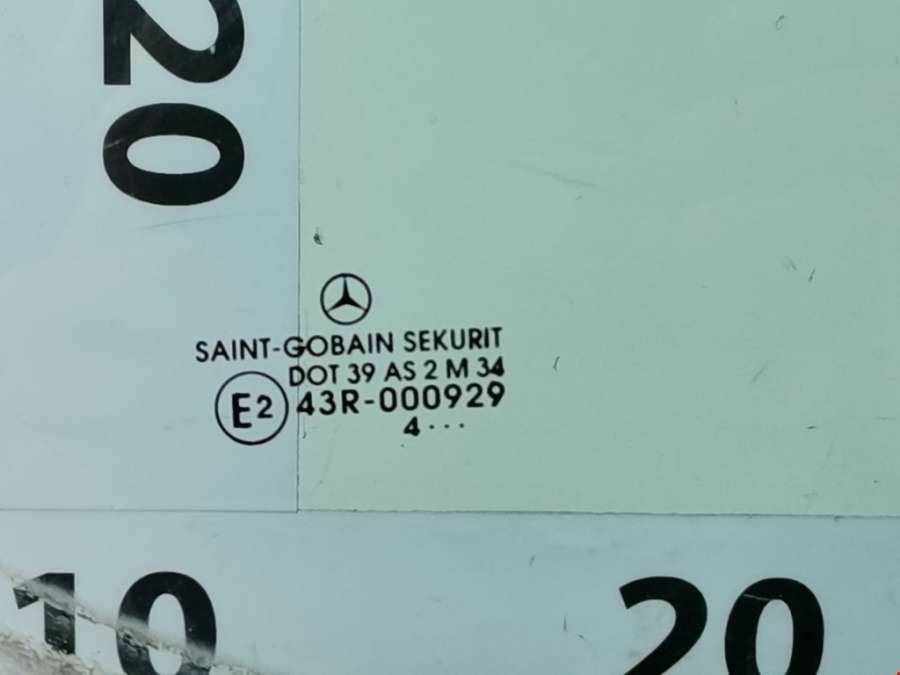 20
SAINT-GOBAIN SEKURIT
DOT 39 AS 2 M 34
E2 43R-000929
4 ...
10 20